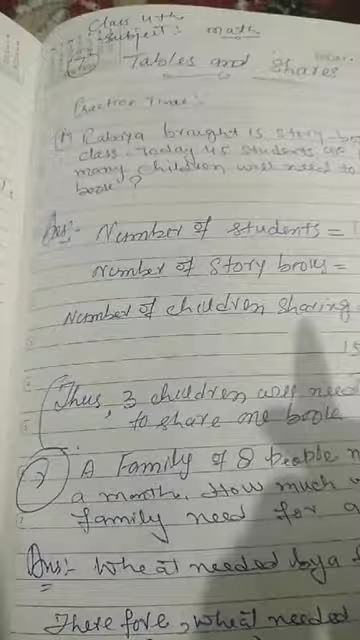 Class 4th
Subject: math
Tables and Shares
Practice Time:-
(1) Rabiya brought 15 story bo
class. Today 45 students are
many children will need to
book?
Ans:- Number of students =
Number of story books =
Number of children sharing
15
Thus, 3 children will need
to share one book
2) A Family of 8 people n
a month. How much w
family need for a
Ans:- Wheat needed by a f
Therefore, wheat needed